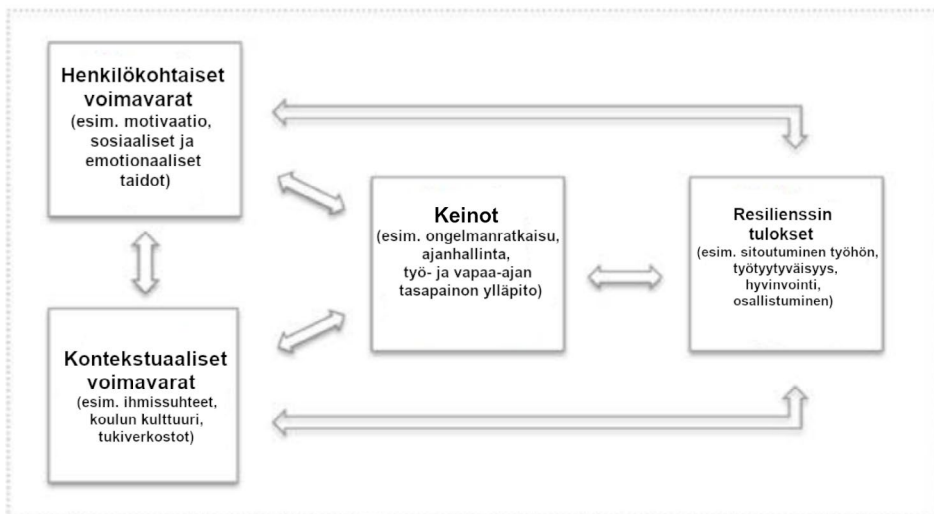 Henkilökohtaiset
voimavarat
(esim. motivaatio,
sosiaaliset ja
emotionaaliset
taidot)
Kontekstuaaliset
voimavarat
(esim. ihmissuhteet,
koulun kulttuuri,
tukiverkostot)
Keinot
(esim. ongelmanratkaisu,
ajanhallinta,
työ- ja vapaa-ajan
tasapainon ylläpito)
Resilienssin
tulokset
(esim. sitoutuminen työhön,
työtyytyväisyys,
hyvinvointi,
osallistuminen)